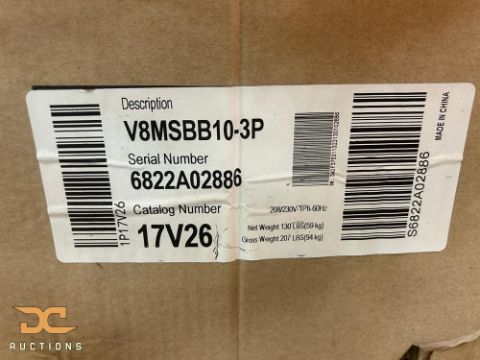 Description
V8MSBB10-3P
Serial Number
6822A02886
Catalog Number
17V26
1P17V26
208/230V-1Ph-60Hz
Net Weight:130 LBS(59 kg)
Gross Weight:207 LBS(94 kg)
S6822A02886
MADE IN CHINA
AUCTIONS